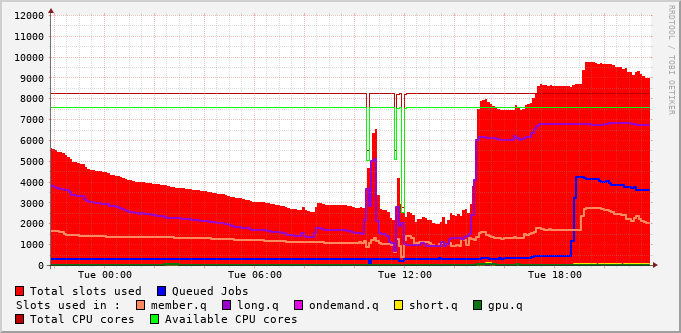 12000
11000
10000
9000
8000
7000
6000
5000
4000
3000
2000
1000
0
Tue 00:00 Tue 06:00 Tue 12:00 Tue 18:00
RRDTOOL / TOBI OETIKER
Total slots used Queued Jobs
Slots used in : member.q long.q ondemand.q short.q gpu.q
Total CPU cores Available CPU cores